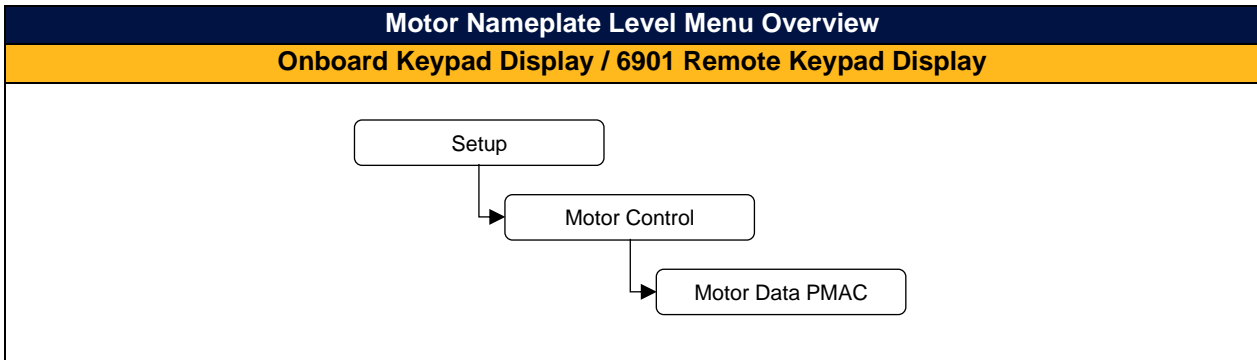 Motor Nameplate Level Menu Overview
Onboard Keypad Display / 6901 Remote Keypad Display
Setup
Motor Control
Motor Data PMAC